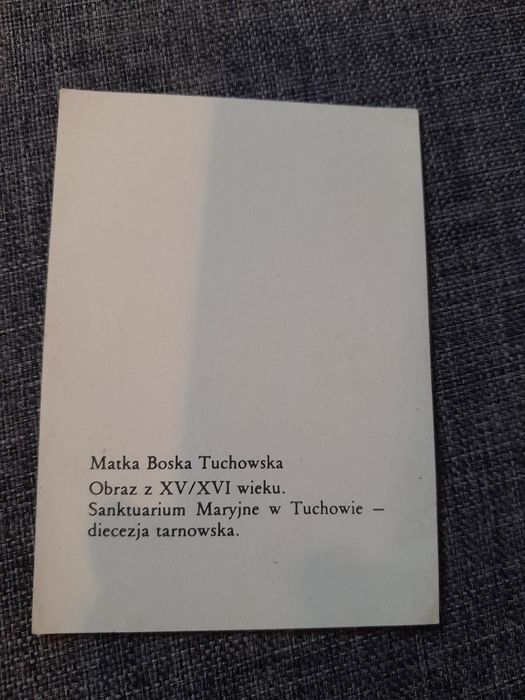 Matka Boska Tuchowska
Obraz z XV/XVI wieku.
Sanktuarium Maryjne w Tuchowie –
diecezja tarnowska.